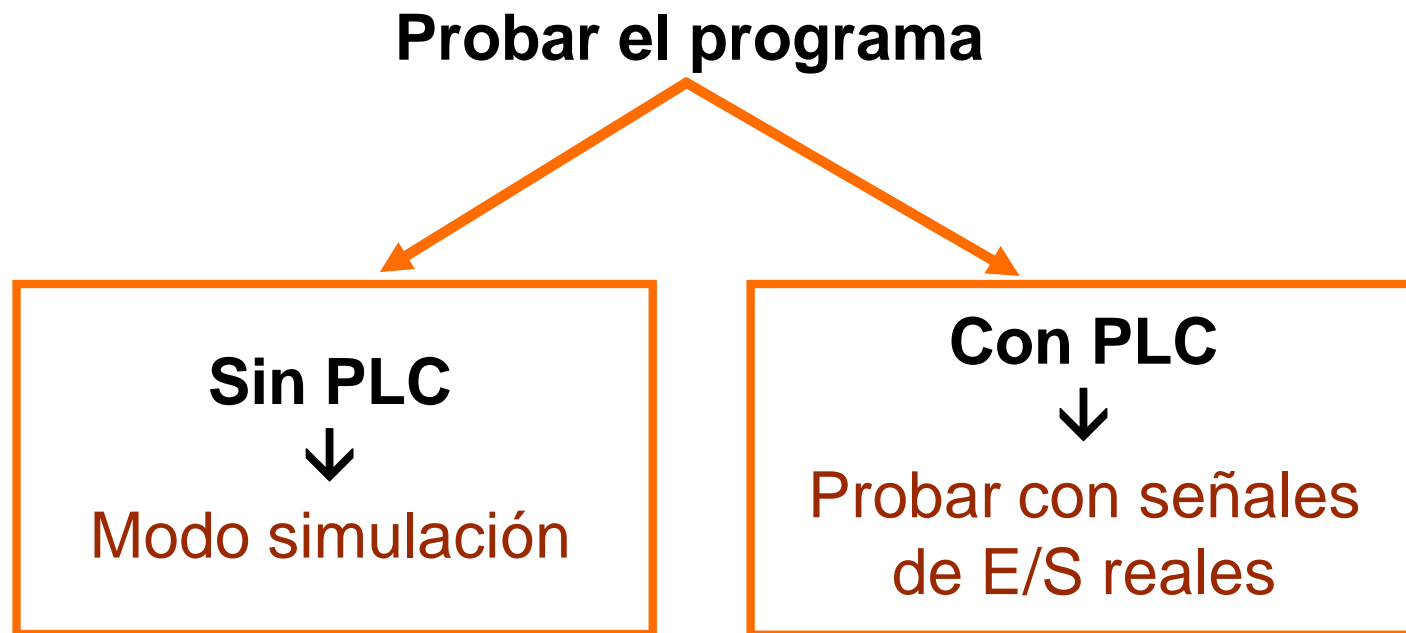 Probar el programa
Sin PLC
↓
Modo simulación
Con PLC
↓
Probar con señales
de E/S reales